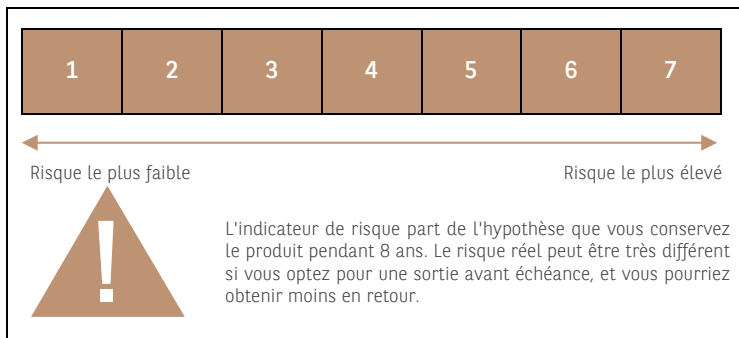 1 2 3 4 5 6 7
Risque le plus faible Risque le plus élevé
!
L'indicateur de risque part de l'hypothèse que vous conservez
le produit pendant 8 ans. Le risque réel peut être très différent
si vous optez pour une sortie avant échéance, et vous pourriez
obtenir moins en retour.